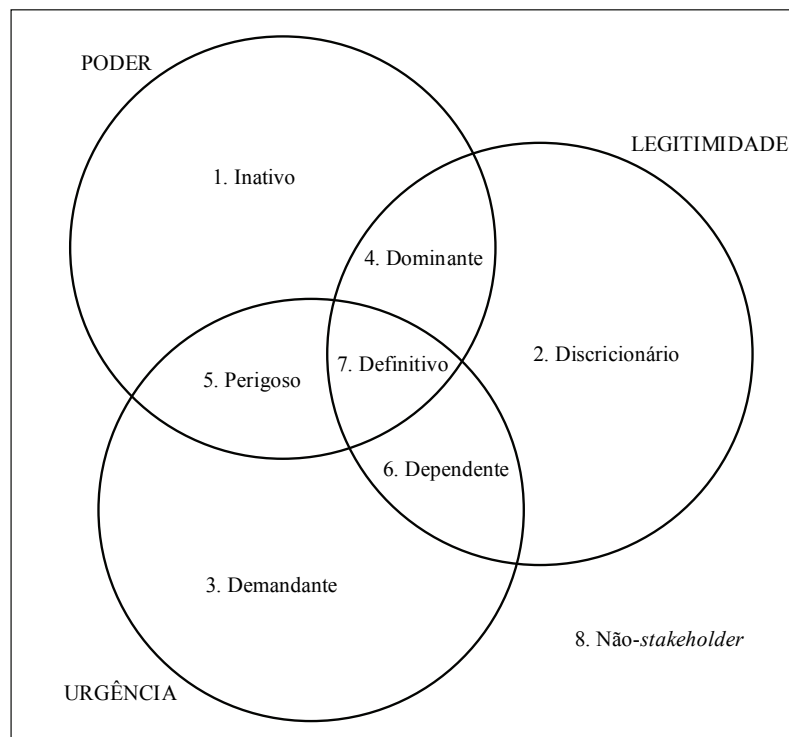 PODER
LEGITIMIDADE
1. Inativo
4. Dominante
2. Discricionário
7. Definitivo
5. Perigoso
6. Dependente
3. Demandante
8. Não-stakeholder
URGÊNCIA